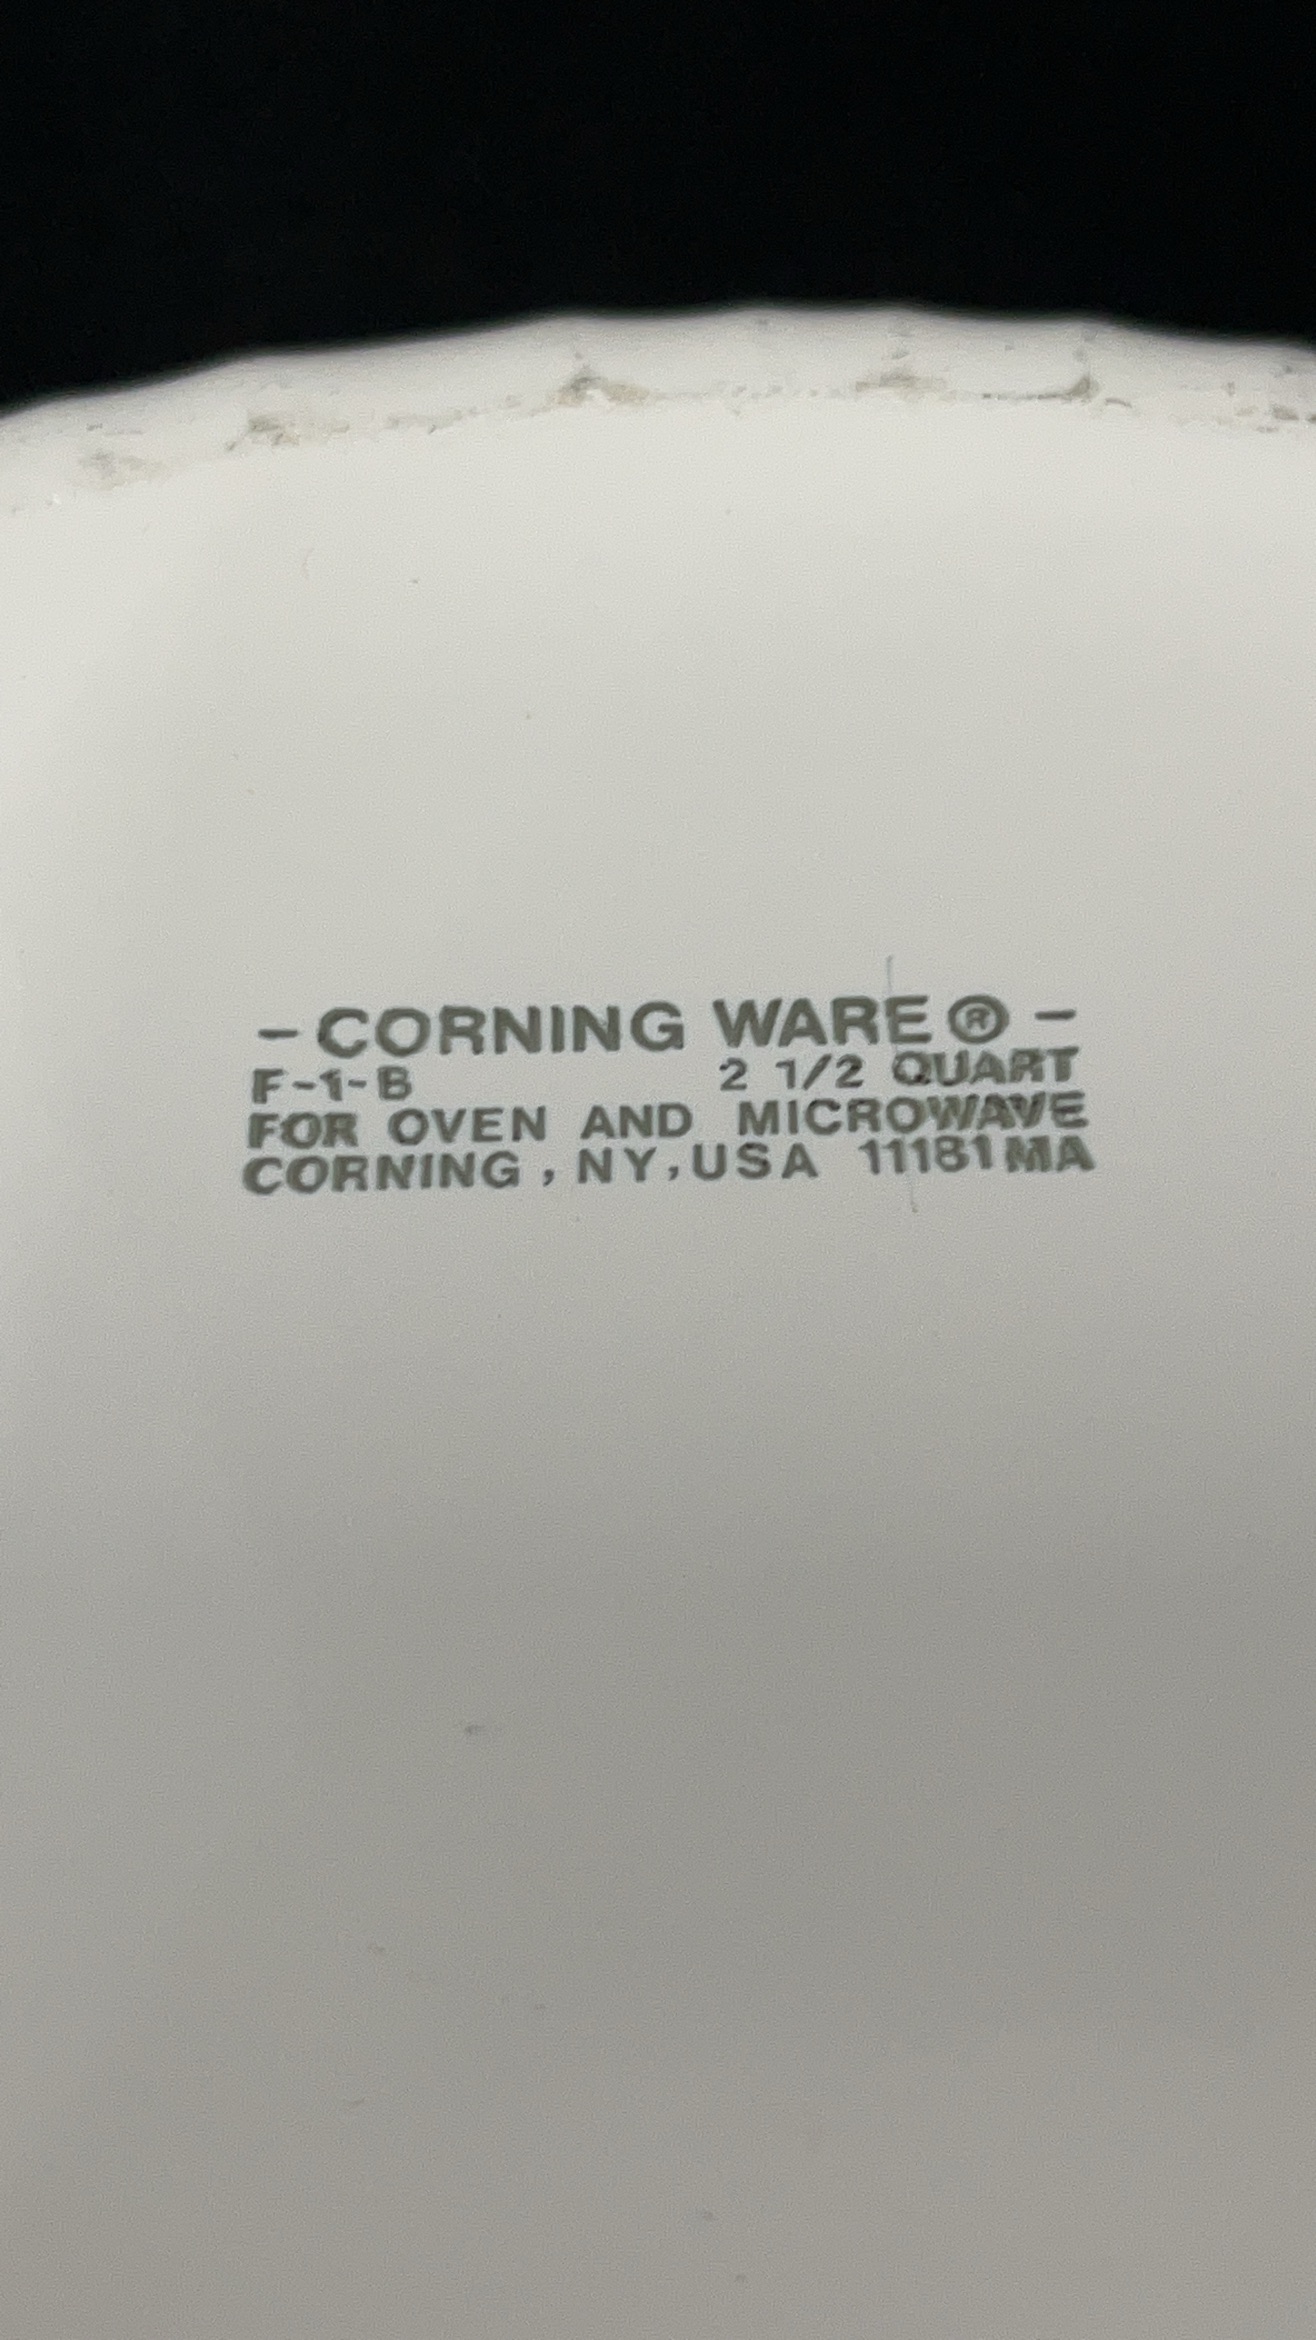 - CORNING WARE ® -
F-1-B 2 1/2 QUART
FOR OVEN AND MICROWAVE
CORNING, NY, USA 11181MA